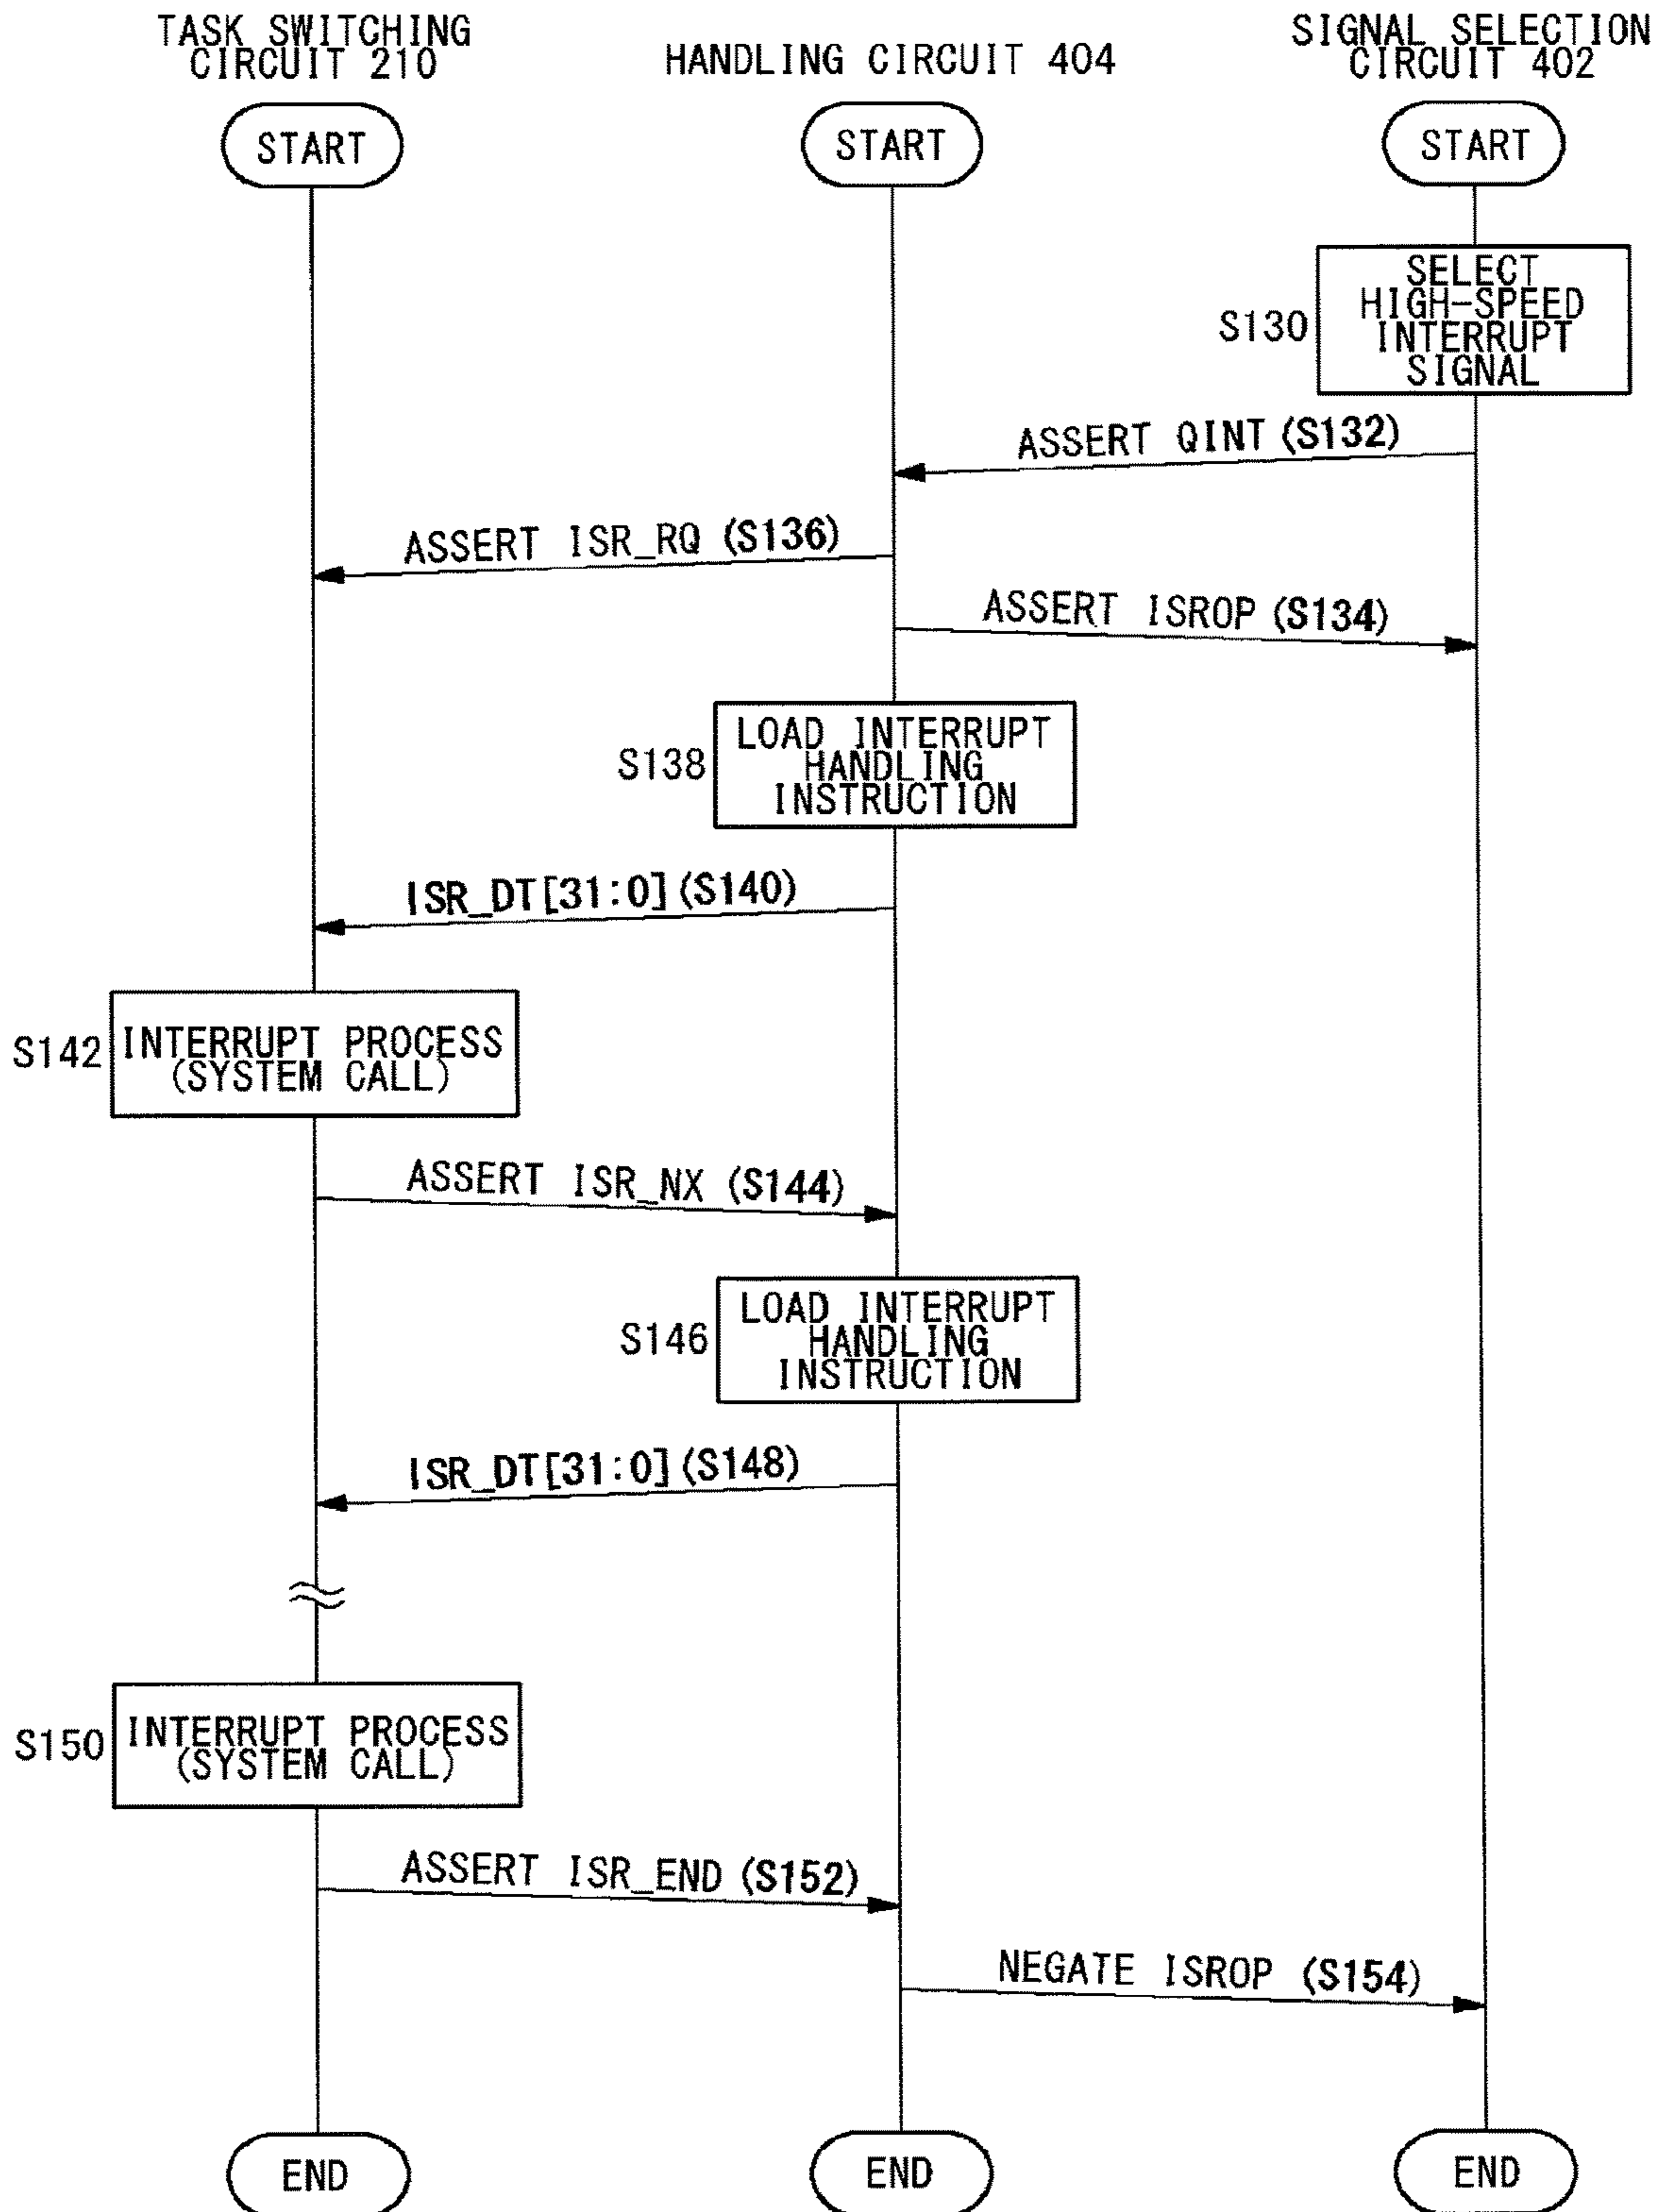 TASK SWITCHING
CIRCUIT 210
HANDLING CIRCUIT 404
SIGNAL SELECTION
CIRCUIT 402
START
START
START
S130
SELECT
HIGH-SPEED
INTERRUPT
SIGNAL
ASSERT QINT (S132)
ASSERT ISR_RQ (S136)
ASSERT ISROP (S134)
S138
LOAD INTERRUPT
HANDLING
INSTRUCTION
ISR_DT[31:0] (S140)
S142
INTERRUPT PROCESS
(SYSTEM CALL)
ASSERT ISR_NX (S144)
S146
LOAD INTERRUPT
HANDLING
INSTRUCTION
ISR_DT[31:0] (S148)
S150
INTERRUPT PROCESS
(SYSTEM CALL)
ASSERT ISR_END (S152)
NEGATE ISROP (S154)
END
END
END